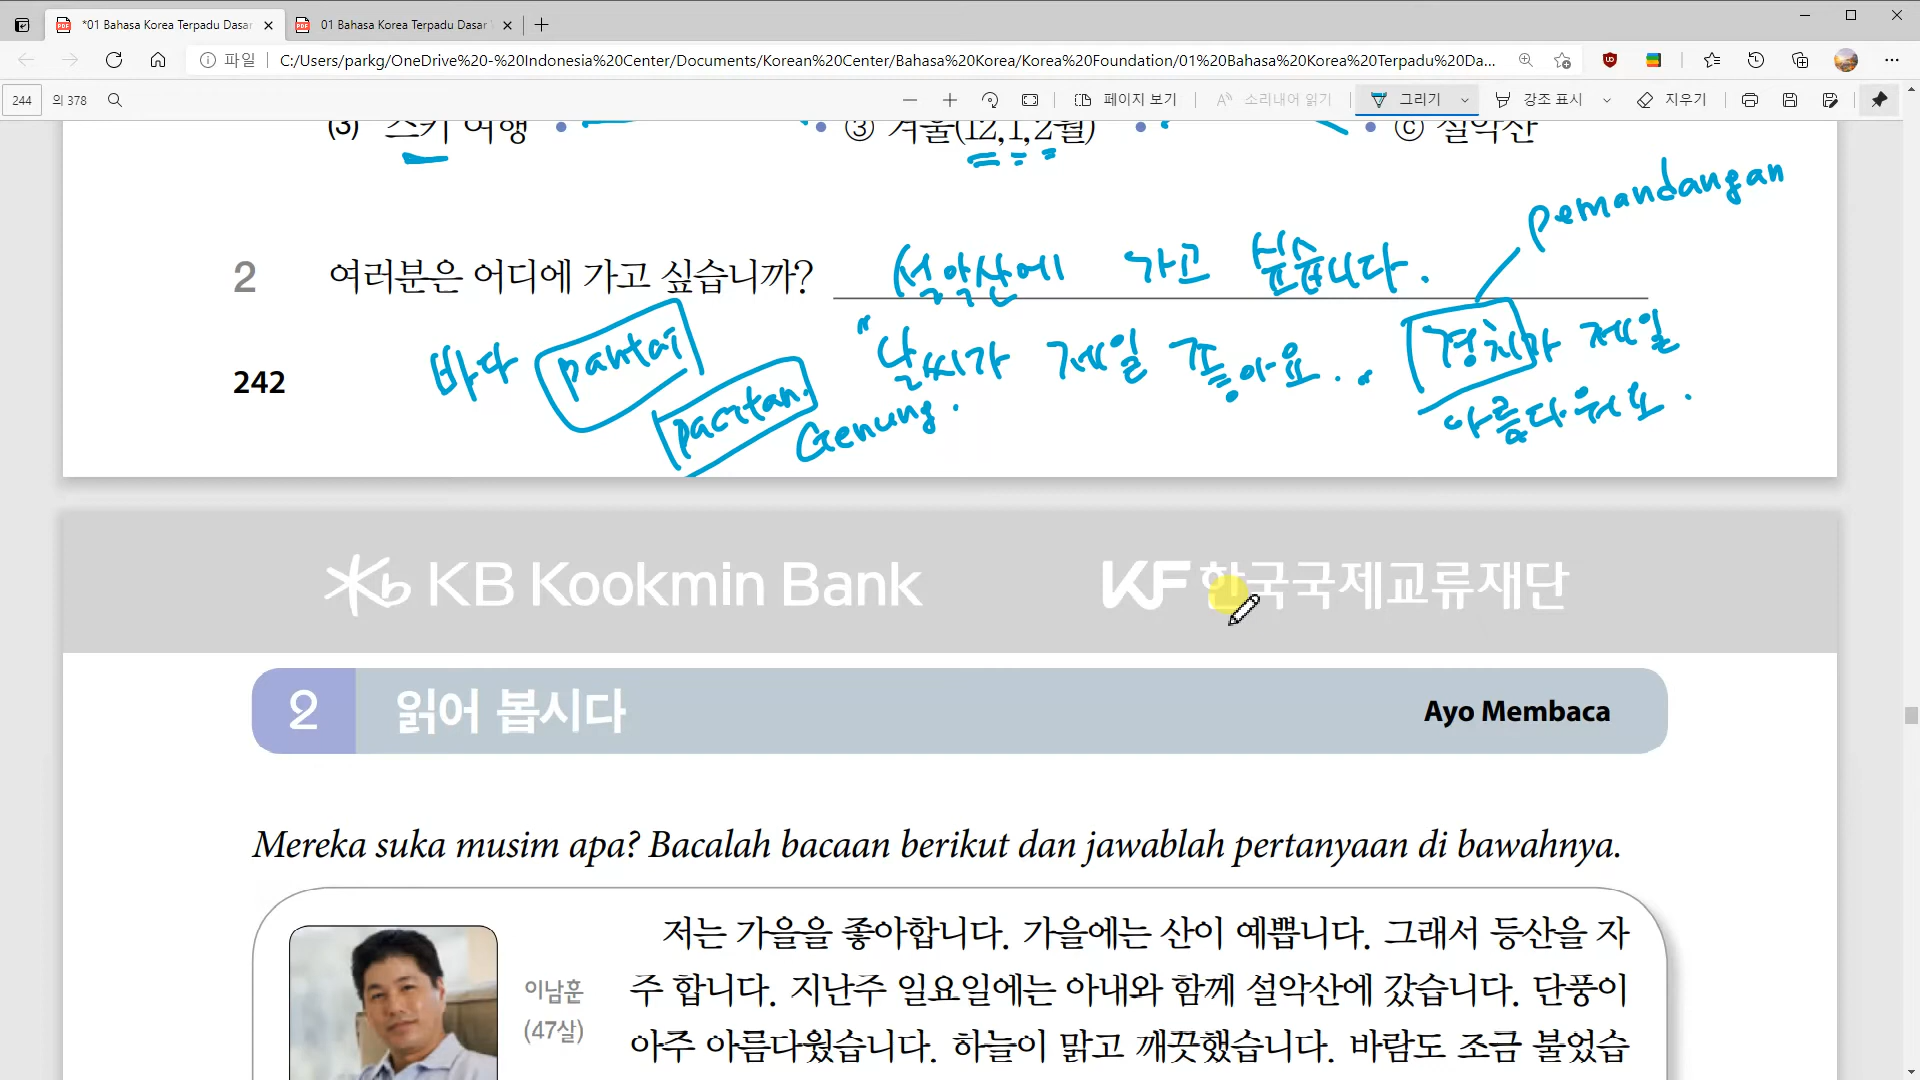 *01 Bahasa Korea Terpadu Dasar
01 Bahasa Korea Terpadu Dasar
파일
C:/Users/parkg/OneDrive%20-%20Indonesia%20Center/Documents/Korean%20Center/Bahasa%20Korea/Korea%20Foundation/01%20Bahasa%20Korea%20Terpadu%20Da...
244 의 378 페이지 보기 소리내어 읽기 그리기 강조 표시 지우기
(3) 스키 여행 ③ 겨울(12,1,2월) ⓒ 설악산
pemandangan
2 여러분은 어디에 가고 싶습니까? 설악산에 가고 싶습니다.
바다 pantai "날씨가 제일 좋아요.. 경치가 제일
242 pacitan. Genung. 아름다워요.
KB Kookmin Bank KF 한국국제교류재단
2 읽어 봅시다 Ayo Membaca
Mereka suka musim apa? Bacalah bacaan berikut dan jawablah pertanyaan di bawahnya.
저는 가을을 좋아합니다. 가을에는 산이 예쁩니다. 그래서 등산을 자
이남훈 주 합니다. 지난주 일요일에는 아내와 함께 설악산에 갔습니다. 단풍이
(47살) 아주 아름다웠습니다. 하늘이 맑고 깨끗했습니다. 바람도 조금 불었습